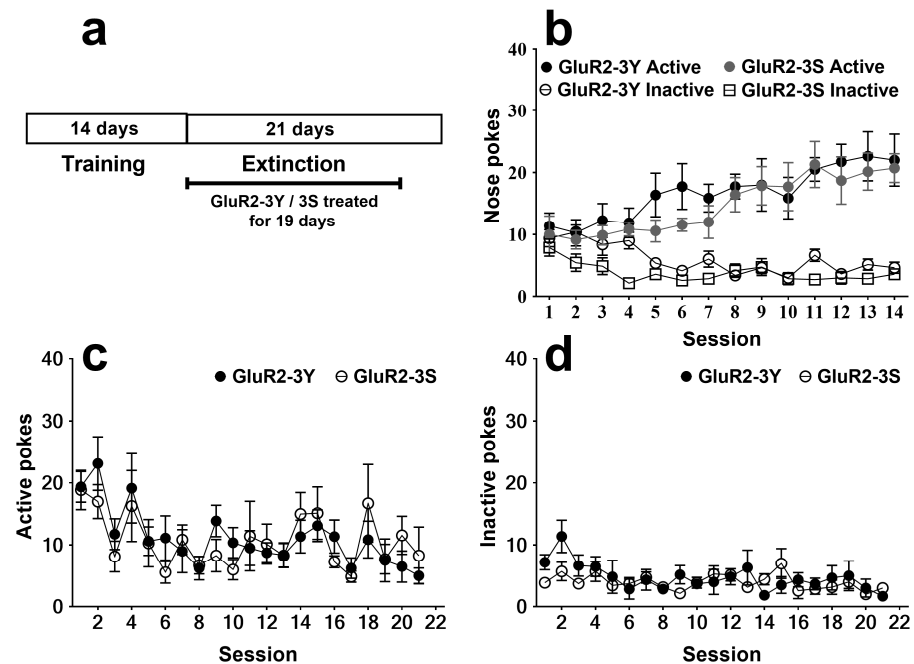 a
14 days 21 days
Training Extinction
GluR2-3Y / 3S treated
for 19 days
b
GluR2-3Y Active GluR2-3S Active
GluR2-3Y Inactive GluR2-3S Inactive
Nose pokes
40
30
20
10
0
1 2 3 4 5 6 7 8 9 10 11 12 13 14
Session
c
GluR2-3Y GluR2-3S
Active pokes
40
30
20
10
0
2 4 6 8 10 12 14 16 18 20 22
Session
d
GluR2-3Y GluR2-3S
Inactive pokes
40
30
20
10
0
2 4 6 8 10 12 14 16 18 20 22
Session